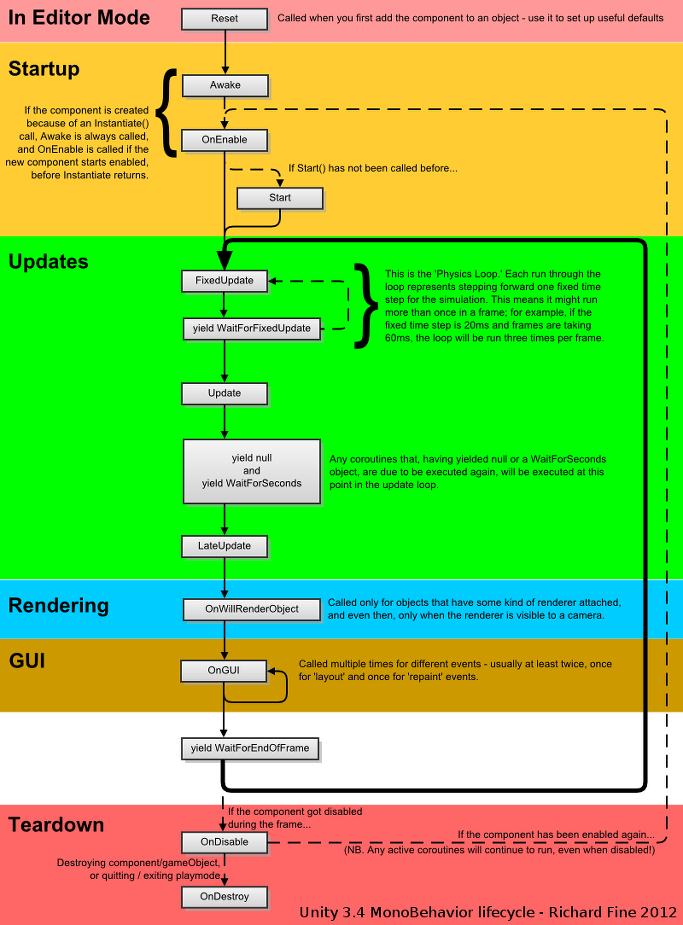 In Editor Mode
Reset
Called when you first add the component to an object - use it to set up useful defaults
Startup
Awake
If the component is created
because of an Instantiate()
call, Awake is always called,
and OnEnable is called if the
new component starts enabled,
before Instantiate returns.
OnEnable
If Start() has not been called before...
Start
Updates
FixedUpdate
This is the 'Physics Loop.' Each run through the
loop represents stepping forward one fixed time
step for the simulation. This means it might run
more than once in a frame; for example, if the
fixed time step is 20ms and frames are taking
60ms, the loop will be run three times per frame.
yield WaitForFixedUpdate
Update
yield null
and
yield WaitForSeconds
Any coroutines that, having yielded null or a WaitForSeconds
object, are due to be executed again, will be executed at this
point in the update loop.
LateUpdate
Rendering
OnWillRenderObject
Called only for objects that have some kind of renderer attached,
and even then, only when the renderer is visible to a camera.
GUI
OnGUI
Called multiple times for different events - usually at least twice, once
for 'layout' and once for 'repaint' events.
yield WaitForEndOfFrame
Teardown
If the component got disabled
during the frame...
OnDisable
If the component has been enabled again...
(NB. Any active coroutines will continue to run, even when disabled!)
Destroying component/gameObject,
or quitting / exiting playmode
OnDestroy
Unity 3.4 MonoBehavior lifecycle - Richard Fine 2012